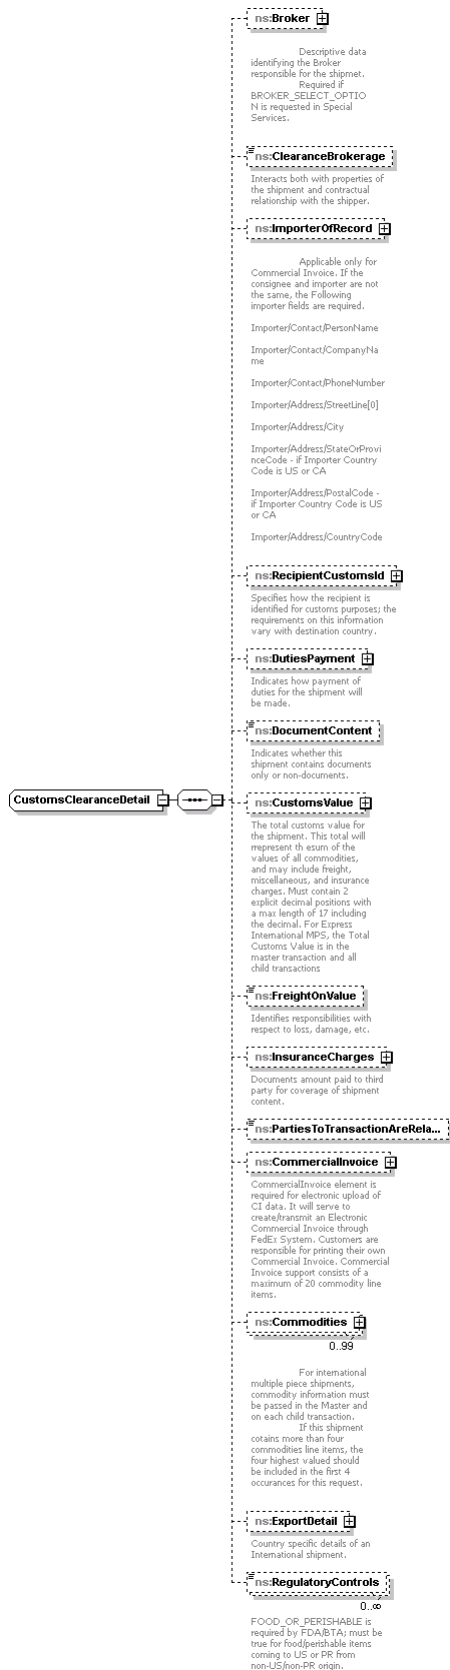 ns:Broker
Descriptive data
identifying the Broker
responsible for the shipmet.
Required if
BROKER_SELECT_OPTIO
N is requested in Special
Services.
ns:ClearanceBrokerage
Interacts both with properties of
the shipment and contractual
relationship with the shipper.
ns:ImporterOfRecord
Applicable only for
Commercial Invoice. If the
consignee and importer are not
the same, the Following
importer fields are required.
Importer/Contact/PersonName
Importer/Contact/CompanyNa
me
Importer/Contact/PhoneNumber
Importer/Address/StreetLine[0]
Importer/Address/City
Importer/Address/StateOrProvi
nceCode - if Importer Country
Code is US or CA
Importer/Address/PostalCode -
if Importer Country Code is US
or CA
Importer/Address/CountryCode
ns:RecipientCustomsId
Specifies how the recipient is
identified for customs purposes; the
requirements on this information
vary with destination country.
ns:DutiesPayment
Indicates how payment of
duties for the shipment will
be made.
ns:DocumentContent
Indicates whether this
shipment contains documents
only or non-documents.
CustomsClearanceDetail
ns:CustomsValue
The total customs value for
the shipment. This total will
rrepresent th esum of the
values of all commodities,
and may include freight,
miscellaneous, and insurance
charges. Must contain 2
explicit decimal positions with
a max length of 17 including
the decimal. For Express
International MPS, the Total
Customs Value is in the
master transaction and all
child transactions
ns:FreightOnValue
Identifies responsibilities with
respect to loss, damage, etc.
ns:InsuranceCharges
Documents amount paid to third
party for coverage of shipment
content.
ns:PartiesToTransactionAreRela...
ns:CommercialInvoice
CommercialInvoice element is
required for electronic upload of
CI data. It will serve to
create/transmit an Electronic
Commercial Invoice through
FedEx System. Customers are
responsible for printing their own
Commercial Invoice. Commercial
Invoice support consists of a
maximum of 20 commodity line
items.
ns:Commodities
0..99
For international
multiple piece shipments,
commodity information must
be passed in the Master and
on each child transaction.
If this shipment
cotains more than four
commodities line items, the
four highest valued should
be included in the first 4
occurances for this request.
ns:ExportDetail
Country specific details of an
International shipment.
ns:RegulatoryControls
0..∞
FOOD_OR_PERISHABLE is
required by FDA/BTA; must be
true for food/perishable items
coming to US or PR from
non-US/non-PR origin.